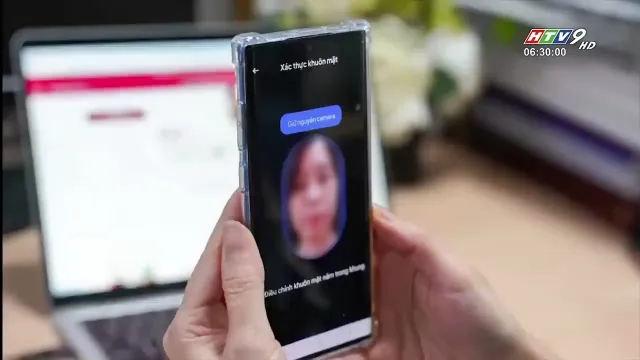 HTV9 HD
06:30:00
Xác thực khuôn mặt
Giữ nguyên camera
Điều chỉnh khuôn mặt nằm trong khung